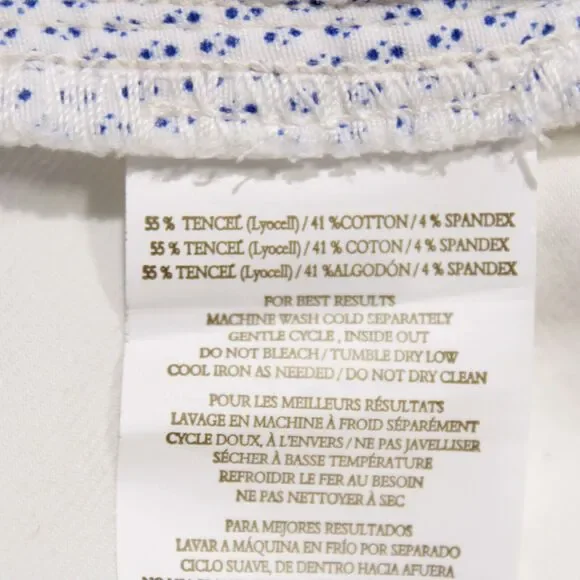 55 % TENCEL (Lyocell) / 41 %COTTON / 4 % SPANDEX
55 % TENCEL (Lyocell) / 41 % COTON / 4 % SPANDEX
55 % TENCEL (Lyocell) / 41 %ALGODÓN / 4 % SPANDEX
FOR BEST RESULTS
MACHINE WASH COLD SEPARATELY
GENTLE CYCLE , INSIDE OUT
DO NOT BLEACH / TUMBLE DRY LOW
COOL IRON AS NEEDED / DO NOT DRY CLEAN
POUR LES MEILLEURS RÉSULTATS
LAVAGE EN MACHINE À FROID SÉPARÉMENT
CYCLE DOUX, À L'ENVERS / NE PAS JAVELLISER
SÉCHER À BASSE TEMPÉRATURE
REFROIDIR LE FER AU BESOIN
NE PAS NETTOYER À SEC
PARA MEJORES RESULTADOS
LAVAR A MÁQUINA EN FRÍO POR SEPARADO
CICLO SUAVE, DE DENTRO HACIA AFUERA